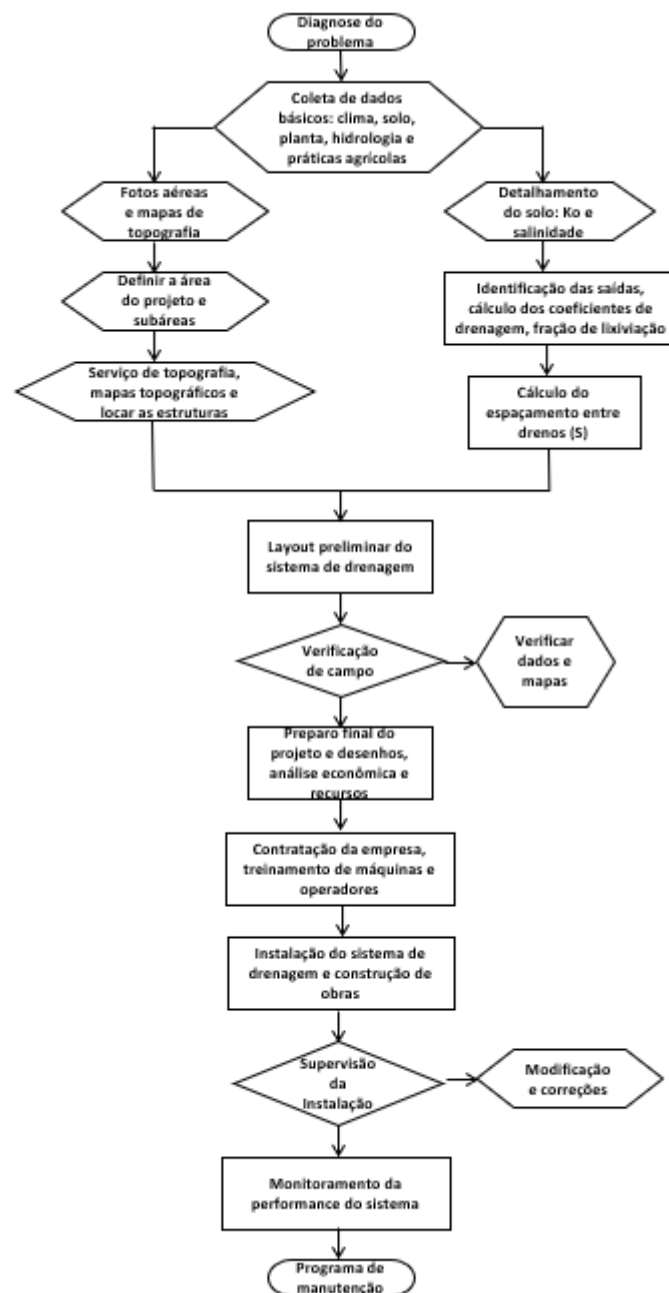 Diagnose do
problema
Coleta de dados
básicos: clima, solo,
planta, hidrologia e
práticas agrícolas
Fotos aéreas
e mapas de
topografia
Detalhamento
do solo: Ko e
salinidade
Definir a área
do projeto e
subáreas
Identificação das saídas,
cálculo dos coeficientes de
drenagem, fração de lixiviação
Serviço de topografia,
mapas topográficos e
locar as estruturas
Cálculo do
espaçamento entre
drenos (S)
Layout preliminar do
sistema de drenagem
Verificação
de campo
Verificar
dados e
mapas
Preparo final do
projeto e desenhos,
análise econômica e
recursos
Contratação da empresa,
treinamento de máquinas e
operadores
Instalação do sistema de
drenagem e construção de
obras
Supervisão
da
Instalação
Modificação
e correções
Monitoramento da
performance do sistema
Programa de
manutenção